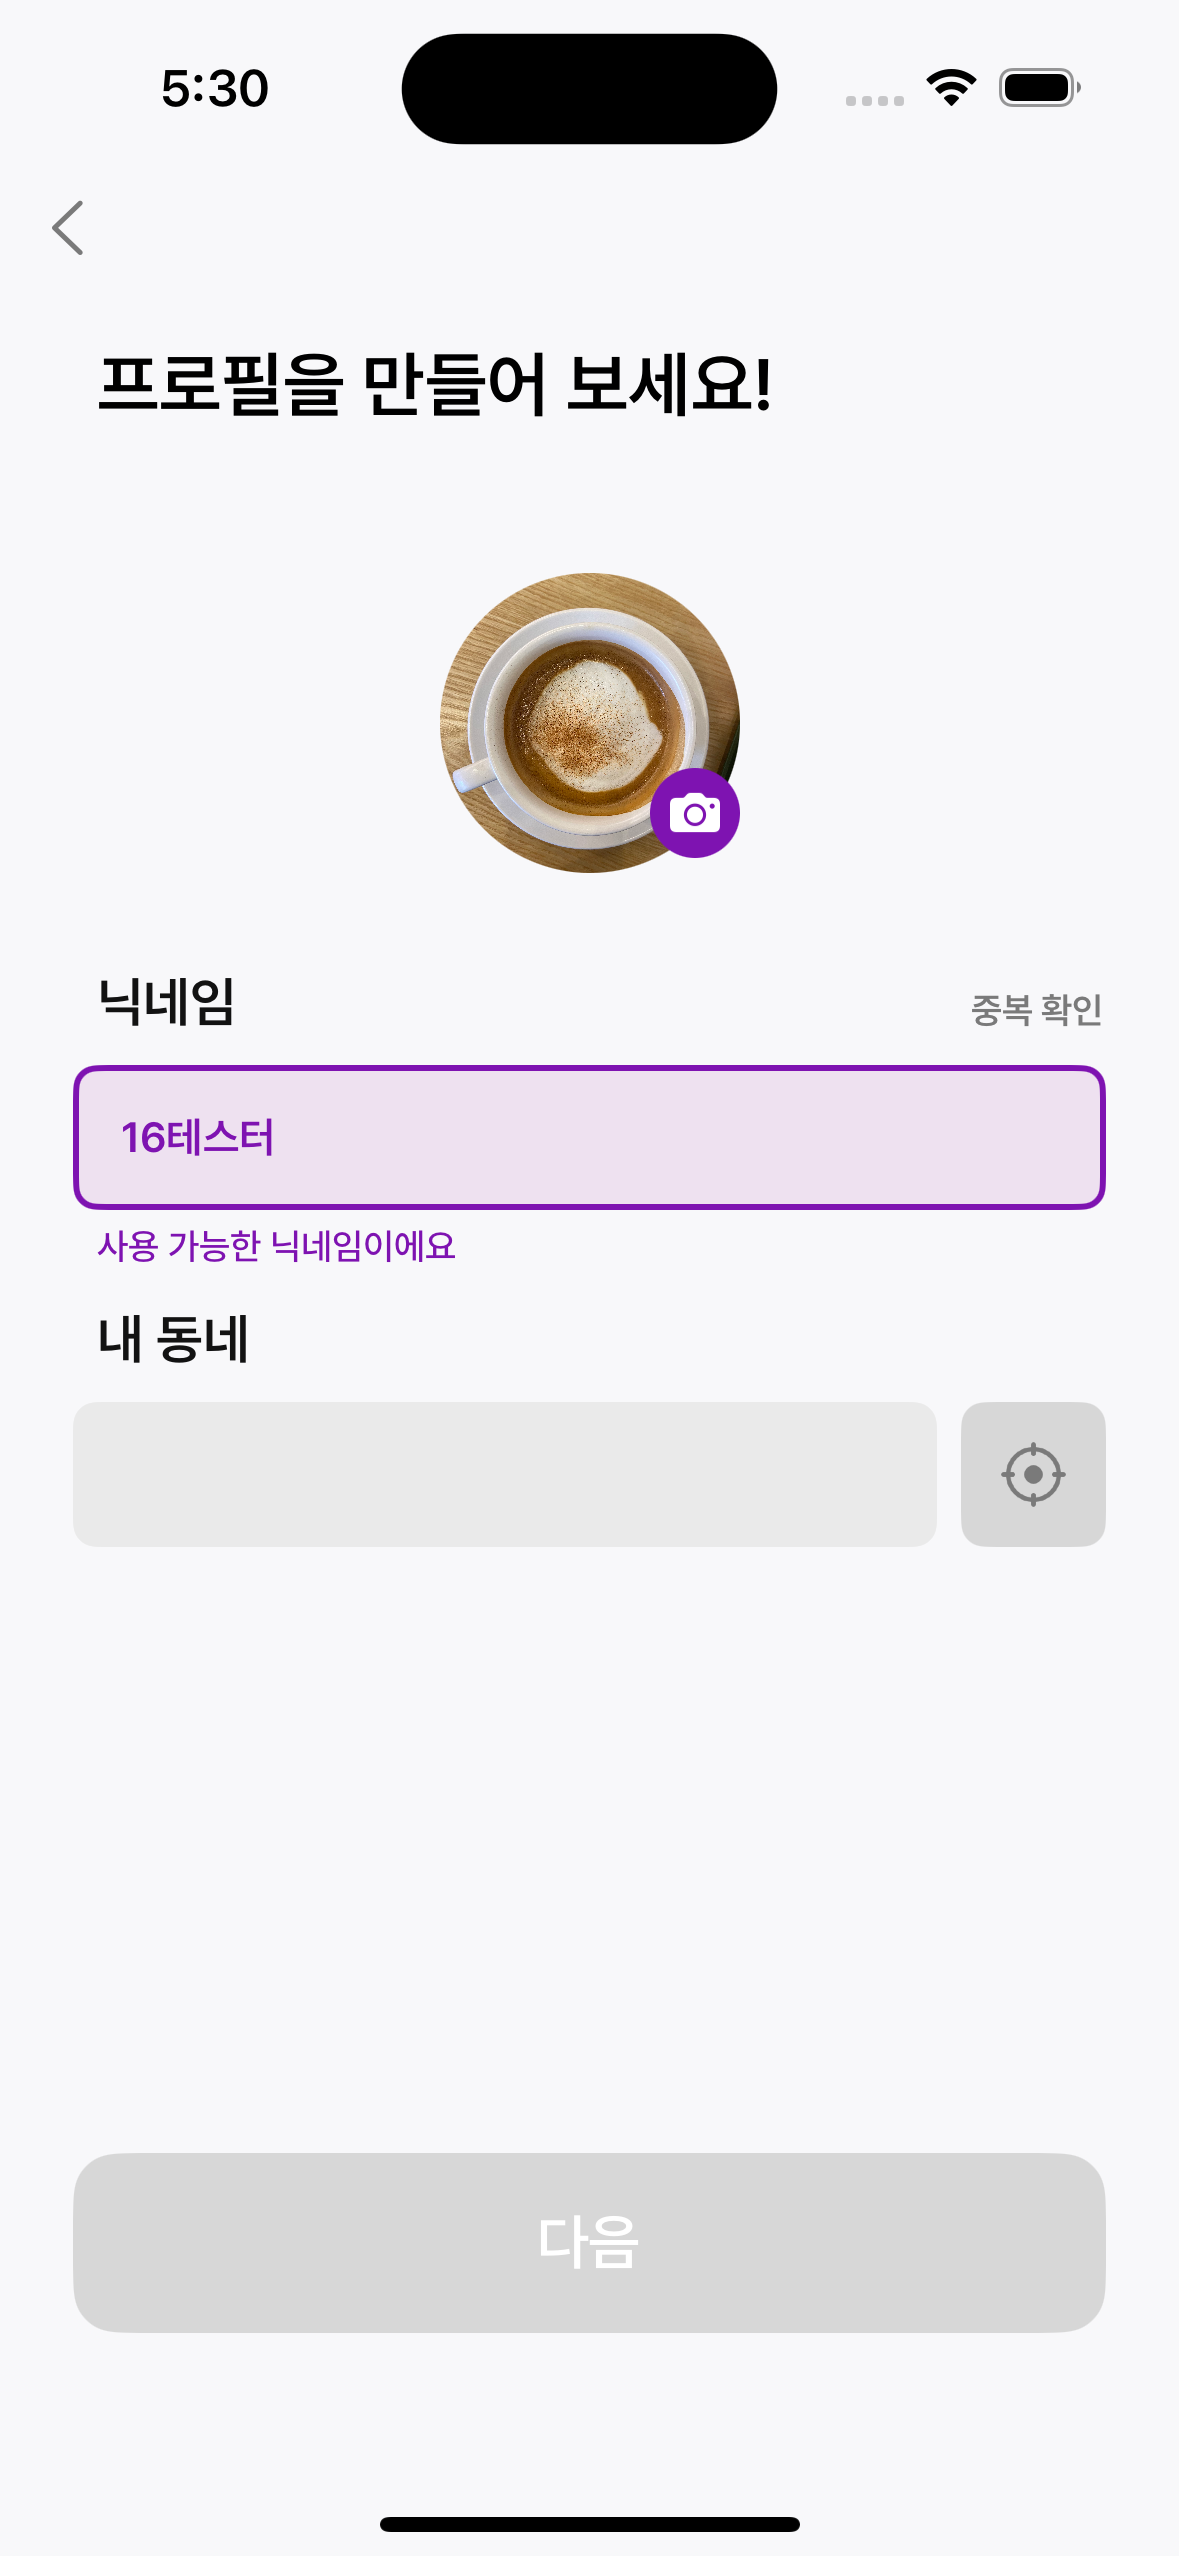 5:30
프로필을 만들어 보세요!
닉네임
중복 확인
16테스터
사용 가능한 닉네임이에요
내 동네
다음